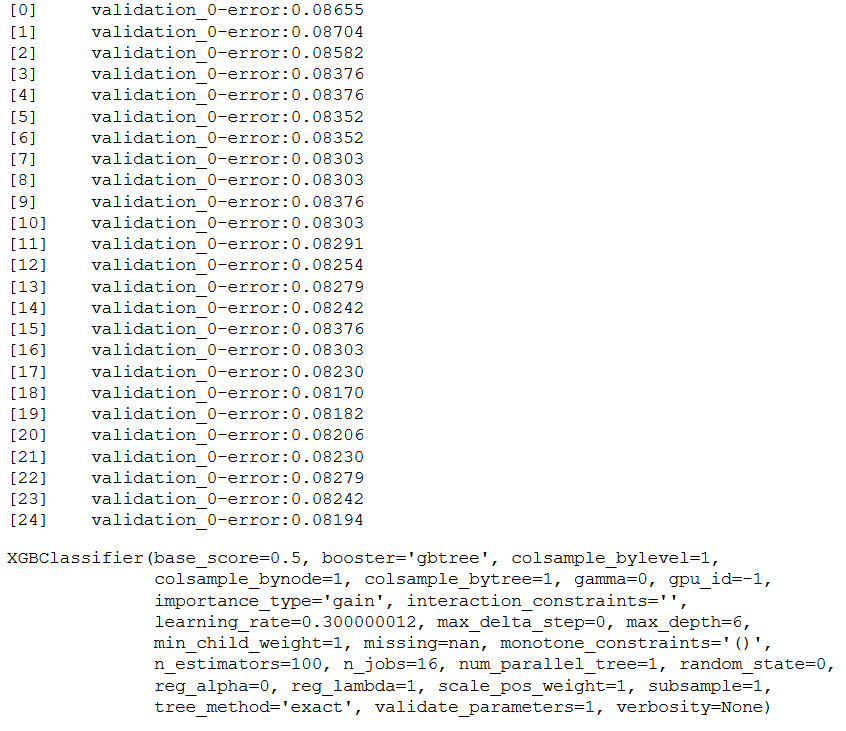 [0]	validation_0-error:0.08655
[1]	validation_0-error:0.08704
[2]	validation_0-error:0.08582
[3]	validation_0-error:0.08376
[4]	validation_0-error:0.08376
[5]	validation_0-error:0.08352
[6]	validation_0-error:0.08352
[7]	validation_0-error:0.08303
[8]	validation_0-error:0.08303
[9]	validation_0-error:0.08376
[10]	validation_0-error:0.08303
[11]	validation_0-error:0.08291
[12]	validation_0-error:0.08254
[13]	validation_0-error:0.08279
[14]	validation_0-error:0.08242
[15]	validation_0-error:0.08376
[16]	validation_0-error:0.08303
[17]	validation_0-error:0.08230
[18]	validation_0-error:0.08170
[19]	validation_0-error:0.08182
[20]	validation_0-error:0.08206
[21]	validation_0-error:0.08230
[22]	validation_0-error:0.08279
[23]	validation_0-error:0.08242
[24]	validation_0-error:0.08194
XGBClassifier(base_score=0.5, booster='gbtree', colsample_bylevel=1,
              colsample_bynode=1, colsample_bytree=1, gamma=0, gpu_id=-1,
              importance_type='gain', interaction_constraints='',
              learning_rate=0.300000012, max_delta_step=0, max_depth=6,
              min_child_weight=1, missing=nan, monotone_constraints='()',
              n_estimators=100, n_jobs=16, num_parallel_tree=1, random_state=0,
              reg_alpha=0, reg_lambda=1, scale_pos_weight=1, subsample=1,
              tree_method='exact', validate_parameters=1, verbosity=None)